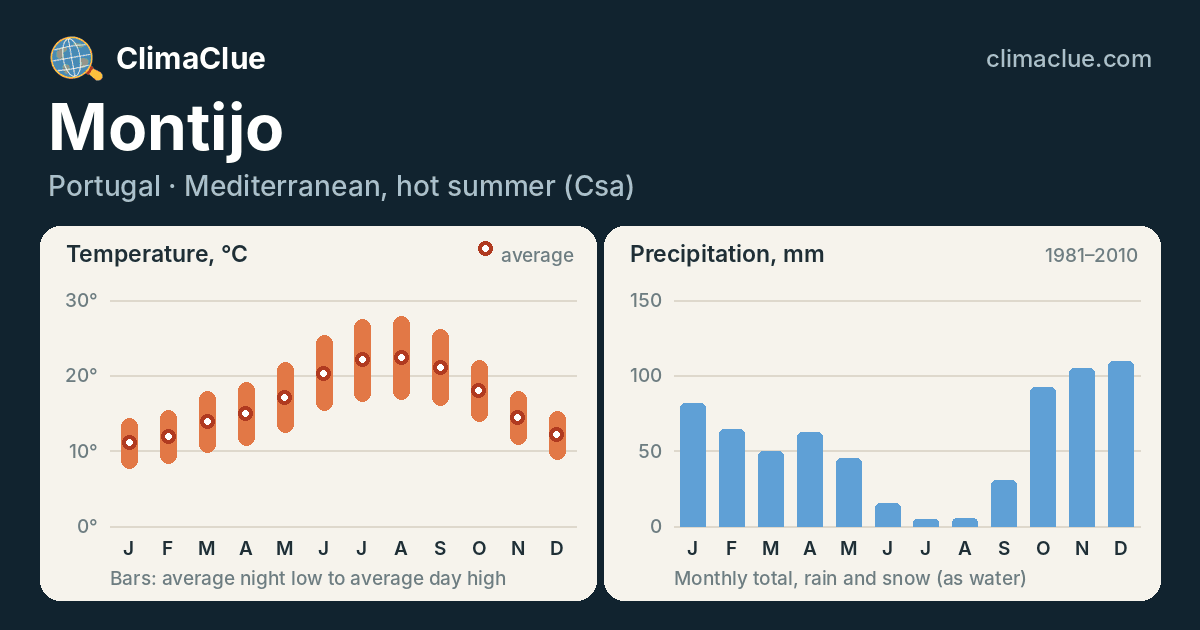 ClimaClue
climaclue.com
Montijo
Portugal · Mediterranean, hot summer (Csa)
Temperature, °C
average
30°
20°
10°
0°
J F M A M J J A S O N D
Bars: average night low to average day high
Precipitation, mm
1981–2010
150
100
50
0
J F M A M J J A S O N D
Monthly total, rain and snow (as water)